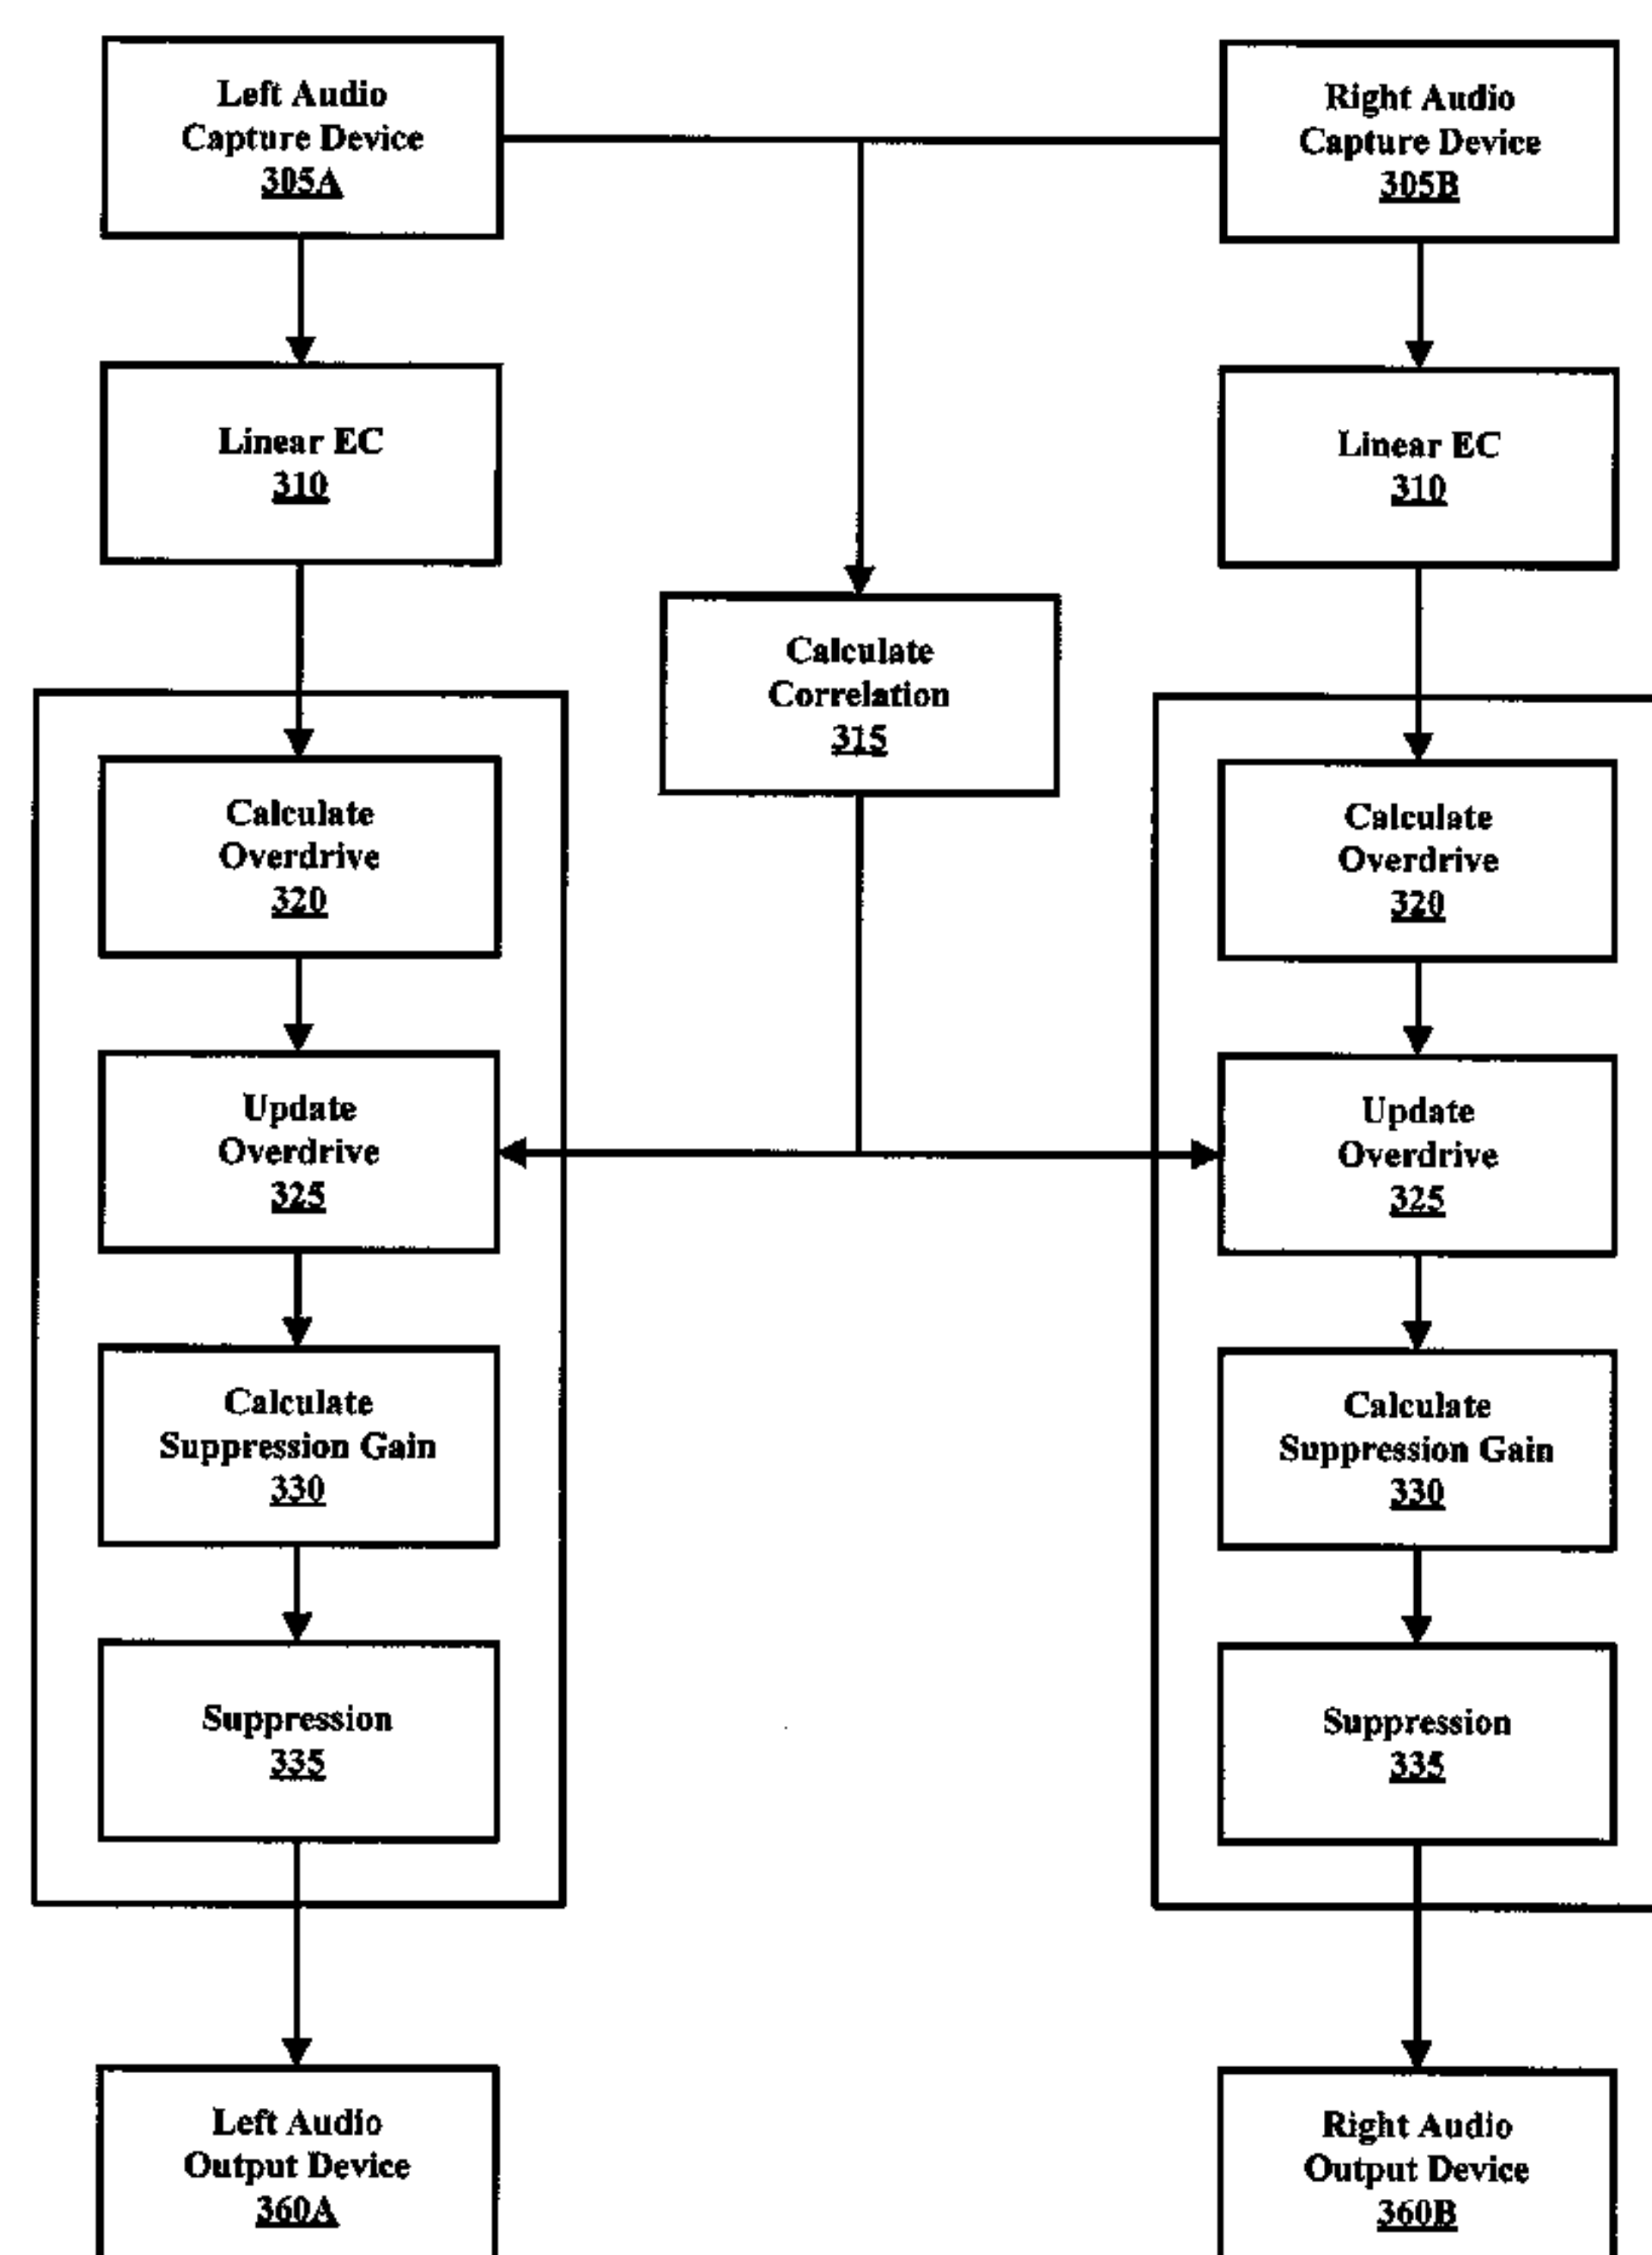 Left Audio
Capture Device
305A
Right Audio
Capture Device
305B
Linear EC
310
Linear EC
310
Calculate
Correlation
315
Calculate
Overdrive
320
Calculate
Overdrive
320
Update
Overdrive
325
Update
Overdrive
325
Calculate
Suppression Gain
330
Calculate
Suppression Gain
330
Suppression
335
Suppression
335
Left Audio
Output Device
360A
Right Audio
Output Device
360B